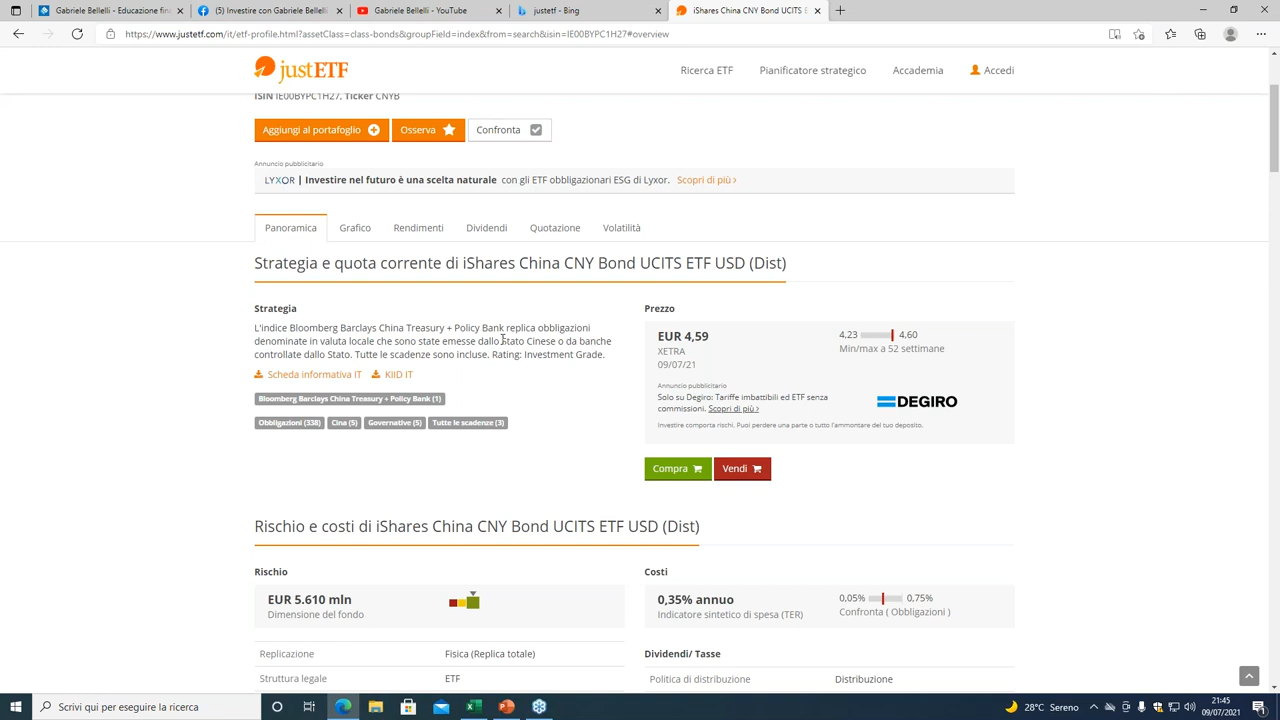 (1) Edi - Educazione finan
(5) Investire in Garant
Gabriele Bellelli - YouTube
justetf - Bing
iShares China CNY Bond UCITS E
https://www.justetf.com/it/etf-profile.html?assetClass=class-bonds&groupField=index&from=search&isin=IE00BYPC1H27#overview
justETF
Ricerca ETF
Pianificatore strategico
Accademia
Accedi
ISIN IE00BYPC1H27, Ticker CNYB
Aggiungi al portafoglio
Osserva
Confronta
Annuncio pubblicitario
LYXOR | Investire nel futuro è una scelta naturale con gli ETF obbligazionari ESG di Lyxor. Scopri di più ›
Panoramica
Grafico
Rendimenti
Dividendi
Quotazione
Volatilità
Strategia e quota corrente di iShares China CNY Bond UCITS ETF USD (Dist)
Strategia
L'indice Bloomberg Barclays China Treasury + Policy Bank replica obbligazioni
denominate in valuta locale che sono state emesse dallo Stato Cinese o da banche
controllate dallo Stato. Tutte le scadenze sono incluse. Rating: Investment Grade.
Scheda informativa IT
KIID IT
Bloomberg Barclays China Treasury + Policy Bank (1)
Obbligazioni (338)
Cina (5)
Governative (5)
Tutte le scadenze (3)
Prezzo
EUR 4,59
XETRA
09/07/21
4,23
4,60
Min/max a 52 settimane
Annuncio pubblicitario
Solo su Degiro: Tariffe imbattibili ed ETF senza
commissioni. Scopri di più ›
DEGIRO
Investire comporta rischi. Puoi perdere una parte o tutto l'ammontare del tuo deposito.
Compra
Vendi
Rischio e costi di iShares China CNY Bond UCITS ETF USD (Dist)
Rischio
EUR 5.610 mln
Dimensione del fondo
Replicazione
Fisica (Replica totale)
Struttura legale
ETF
Costi
0,35% annuo
Indicatore sintetico di spesa (TER)
0,05%
0,75%
Confronta ( Obbligazioni )
Dividendi/ Tasse
Politica di distribuzione
Distribuzione
Scrivi qui per eseguire la ricerca
28°C Sereno
21:45
09/07/2021